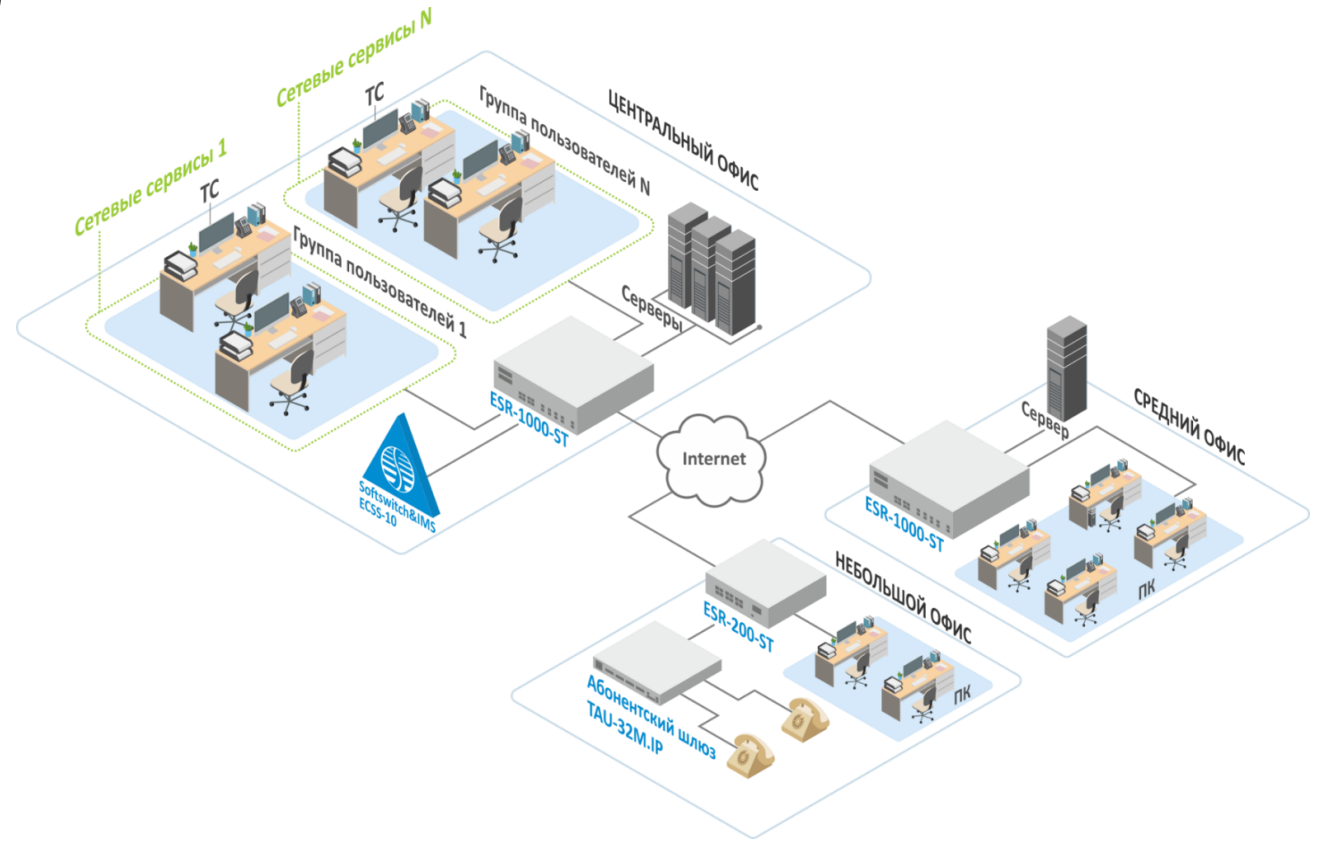 Сетевые сервисы N
ТС
Группа пользователей N
ЦЕНТРАЛЬНЫЙ ОФИС
Сетевые сервисы 1
ТС
Группа пользователей 1
Серверы
ESR-1000-ST
Softswitch&IMS
ECSS-10
Internet
Сервер
СРЕДНИЙ ОФИС
ESR-1000-ST
ПК
НЕБОЛЬШОЙ ОФИС
ESR-200-ST
ПК
Абонентский шлюз
TAU-32M.IP